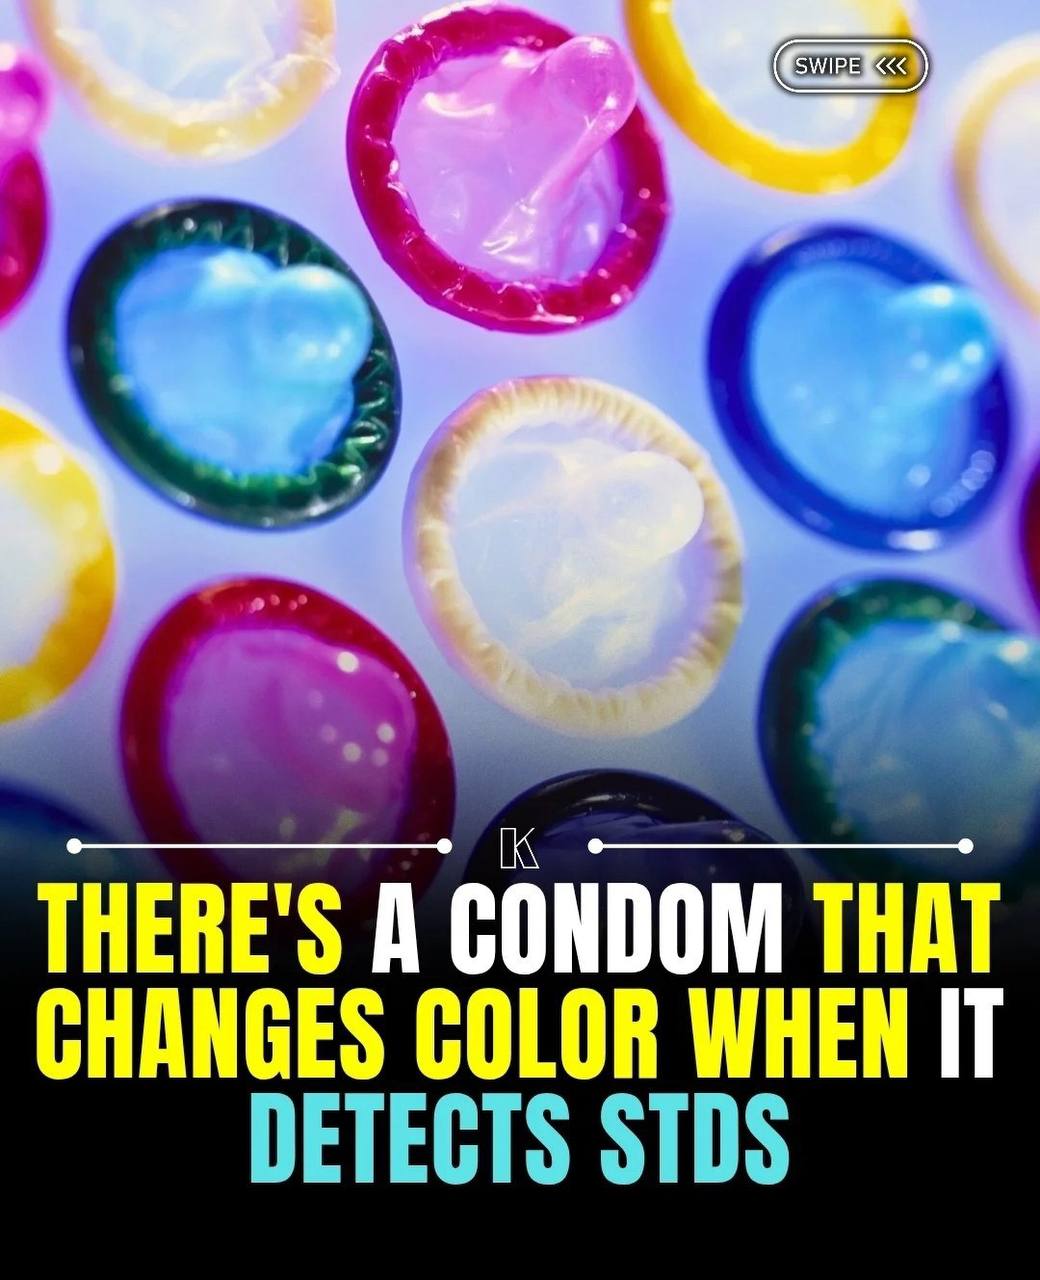 SWIPE
K
THERE'S A CONDOM THAT
CHANGES COLOR WHEN IT
DETECTS STDS